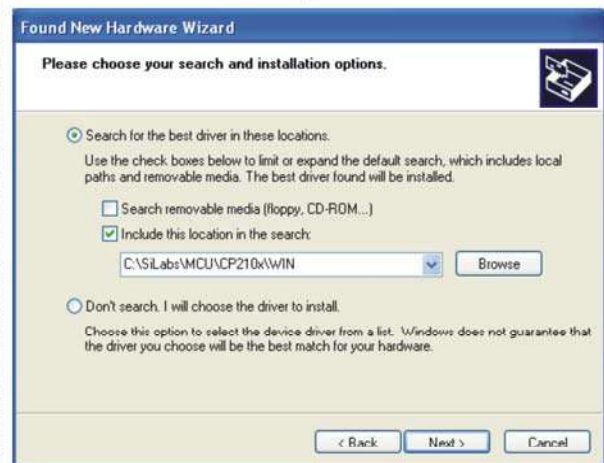 Found New Hardware Wizard
Please choose your search and installation options.
Search for the best driver in these locations.
Use the check boxes below to limit or expand the default search, which includes local
paths and removable media. The best driver found will be installed.
Search removable media (floppy, CD-ROM...)
Include this location in the search:
C:\SiLabs\MCU\CP210x\WIN
Browse
Don't search. I will choose the driver to install.
Choose this option to select the device driver from a list. Windows does not guarantee that
the driver you choose will be the best match for your hardware.
< Back
Next >
Cancel